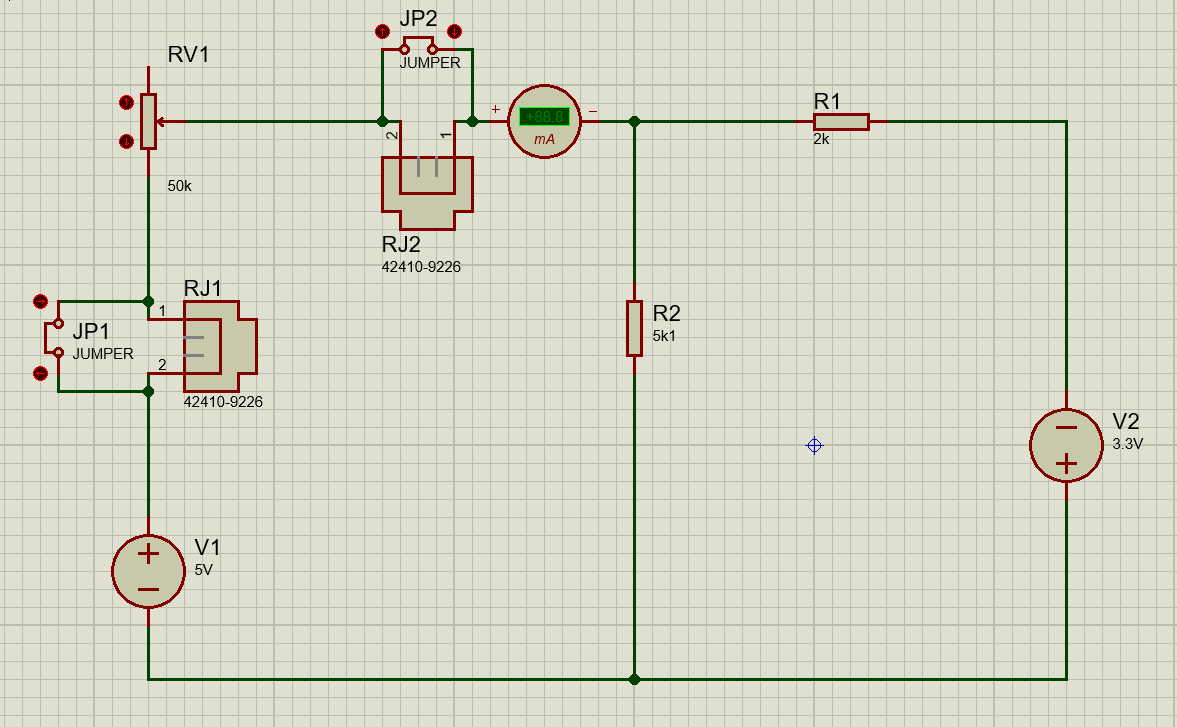 JP2
JUMPER
RV1
50k
2
1
+
+88.8
mA
−
R1
2k
RJ2
42410-9226
RJ1
1
2
42410-9226
JP1
JUMPER
R2
5k1
V2
3.3V
−
+
V1
5V
+
−